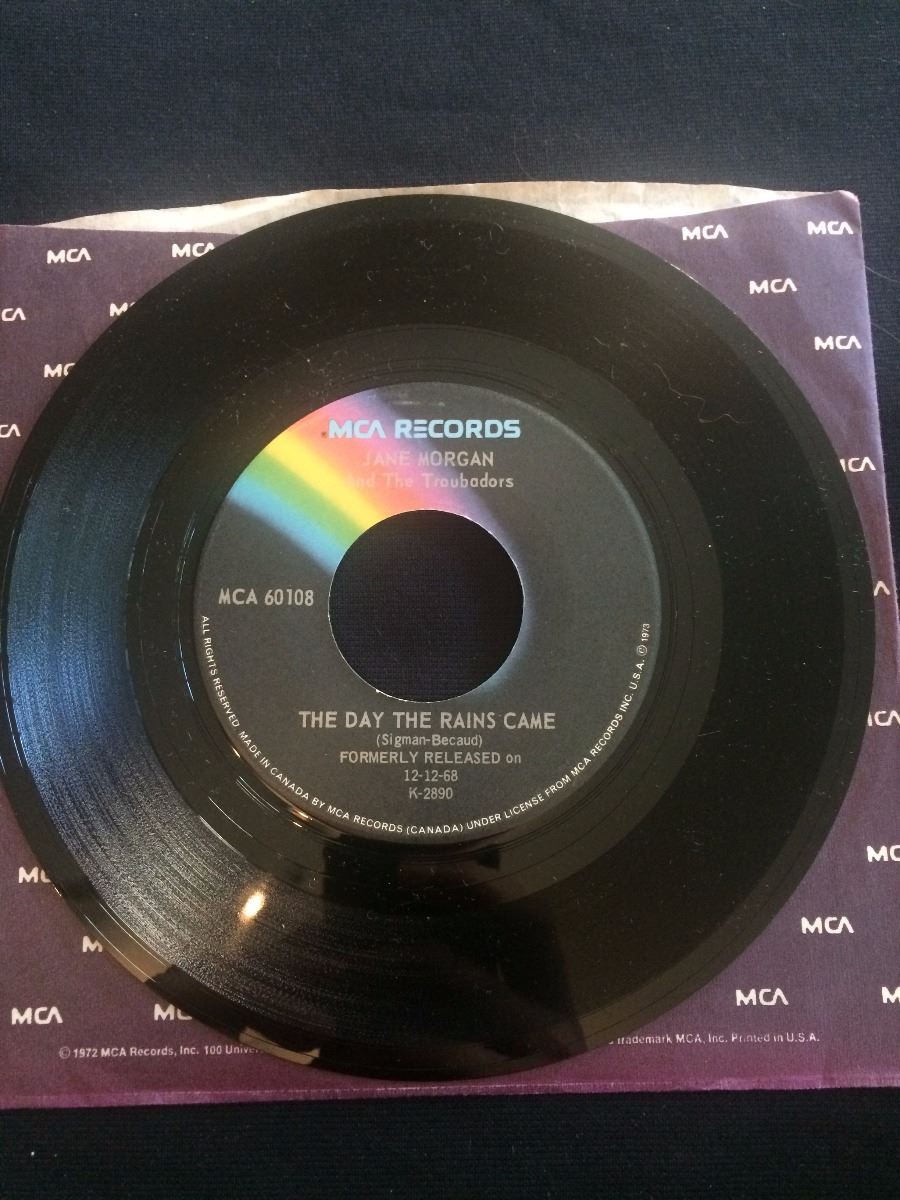 MCA MCA MCA MCA
MCA
MCA
MCA
MCA RECORDS
JANE MORGAN
And The Troubadors
MCA 60108
THE DAY THE RAINS CAME
(Sigman-Becaud)
FORMERLY RELEASED on
12-12-68
K-2890
ALL RIGHTS RESERVED MADE IN CANADA BY MCA RECORDS (CANADA) UNDER LICENSE FROM MCA RECORDS INC. U.S.A. © 1973
MCA
MCA
MCA
© 1972 MCA Records, Inc. 100
trademark MCA, Inc. Printed in U.S.A.